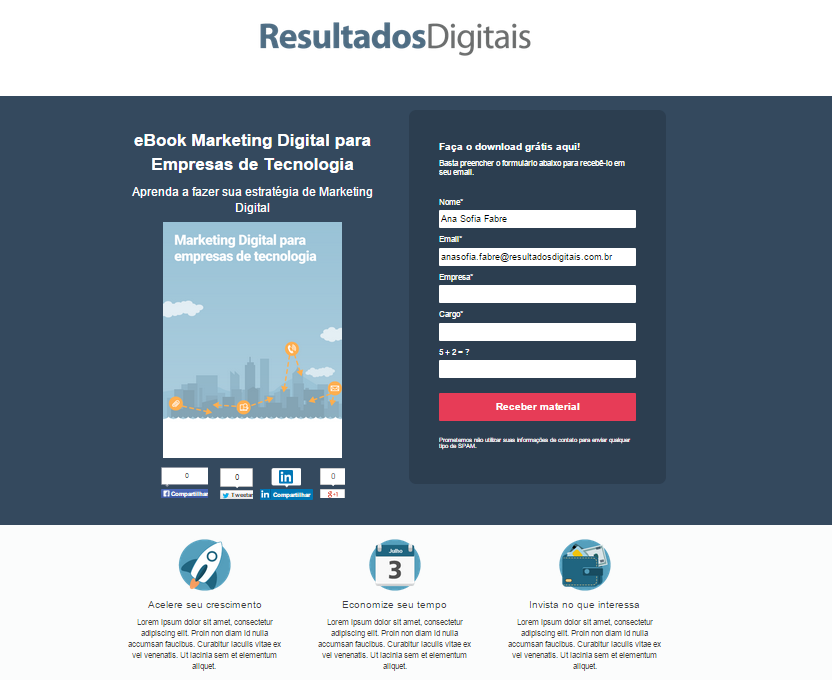 ResultadosDigitais
eBook Marketing Digital para
Empresas de Tecnologia
Aprenda a fazer sua estratégia de Marketing
Digital
Marketing Digital para
empresas de tecnologia
0
0
in
0
Compartilhar
Tweetar
in Compartilhar
g+1
Faça o download grátis aqui!
Basta preencher o formulário abaixo para recebê-lo em
seu email.
Nome*
Ana Sofia Fabre
Email*
anasofia.fabre@resultadosdigitais.com.br
Empresa*
Cargo*
5 + 2 = ?
Receber material
Prometemos não utilizar suas informações de contato para enviar qualquer
tipo de SPAM.
Julho
3
Acelere seu crescimento
Lorem ipsum dolor sit amet, consectetur
adipiscing elit. Proin non diam id nulla
accumsan faucibus. Curabitur iaculis vitae ex
vel venenatis. Ut lacinia sem et elementum
aliquet.
Economize seu tempo
Lorem ipsum dolor sit amet, consectetur
adipiscing elit. Proin non diam id nulla
accumsan faucibus. Curabitur iaculis vitae ex
vel venenatis. Ut lacinia sem et elementum
aliquet.
Invista no que interessa
Lorem ipsum dolor sit amet, consectetur
adipiscing elit. Proin non diam id nulla
accumsan faucibus. Curabitur iaculis vitae ex
vel venenatis. Ut lacinia sem et elementum
aliquet.